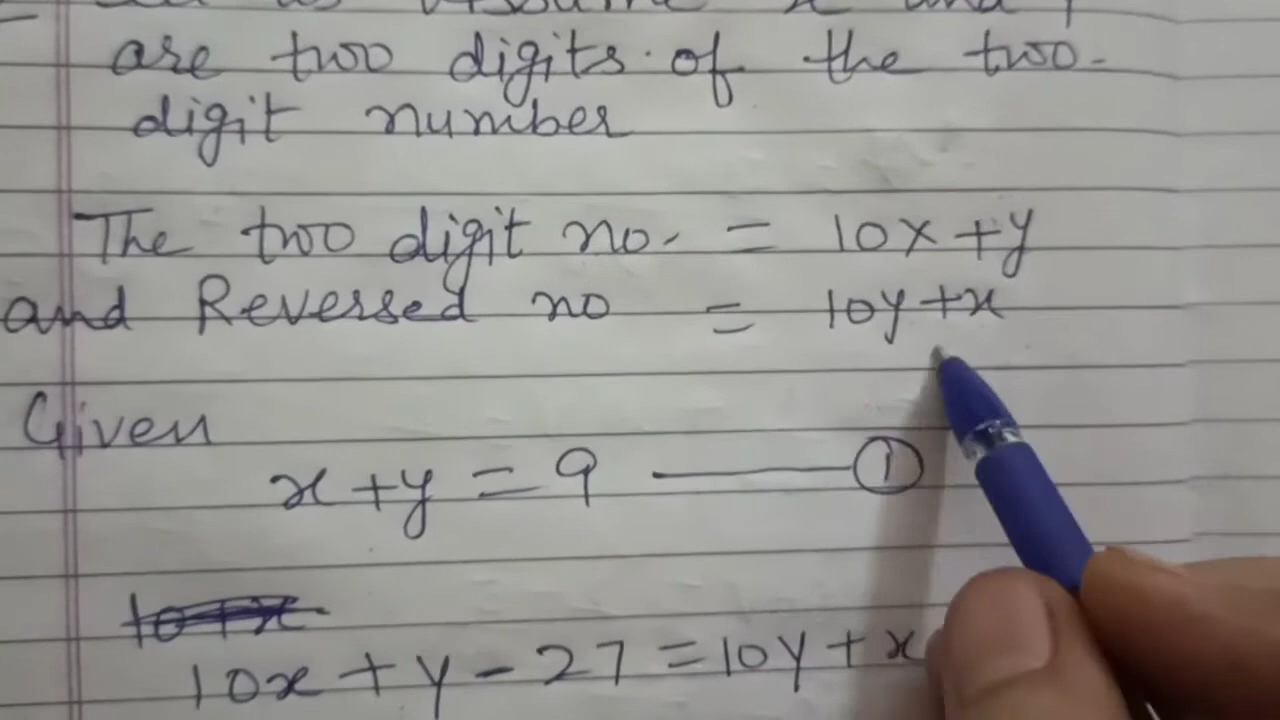 and
are two digits of the two-
digit number
The two digit no. = 10x + y
and Reversed no = 10y + x
Given
x + y = 9 —— ①
10x + y - 27 = 10y + x